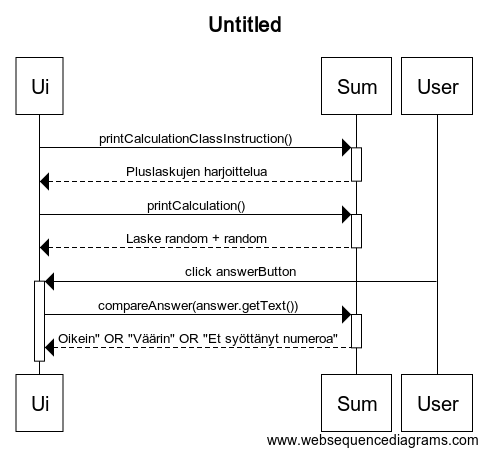 Untitled
Ui Sum User
printCalculationClassInstruction()
Pluslaskujen harjoittelua
printCalculation()
Laske random + random
click answerButton
compareAnswer(answer.getText())
Oikein" OR "Väärin" OR "Et syöttänyt numeroa"
Ui Sum User
www.websequencediagrams.com